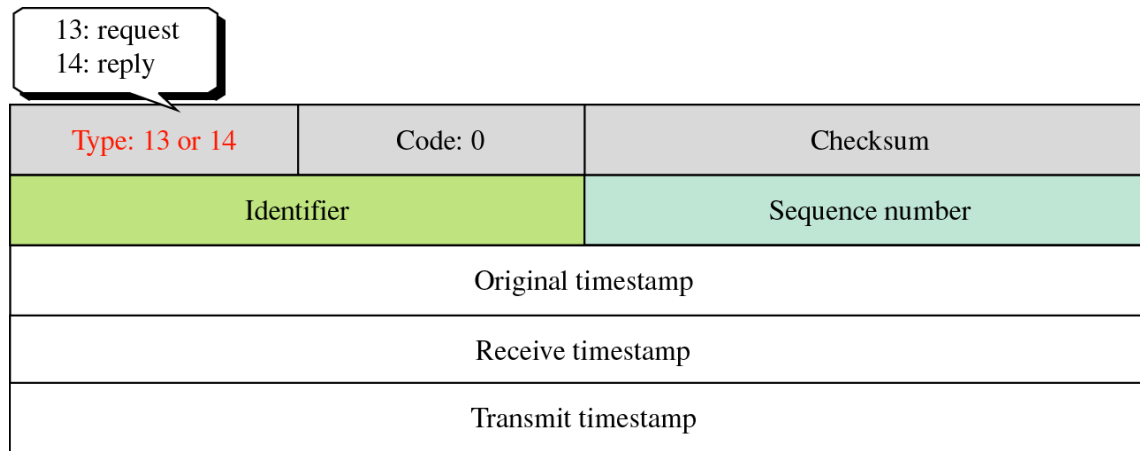 13: request
14: reply
Type: 13 or 14
Code: 0
Checksum
Identifier
Sequence number
Original timestamp
Receive timestamp
Transmit timestamp